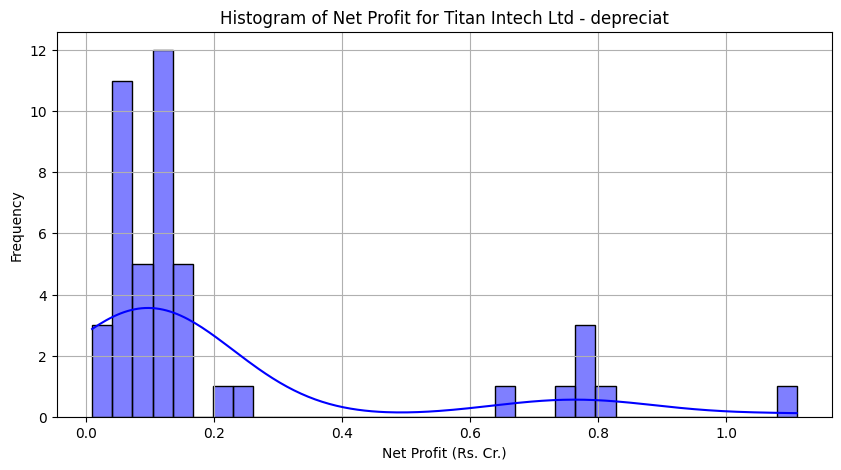 Histogram of Net Profit for Titan Intech Ltd - depreciat
12
10
8
6
4
2
0
Frequency
0.0 0.2 0.4 0.6 0.8 1.0
Net Profit (Rs. Cr.)